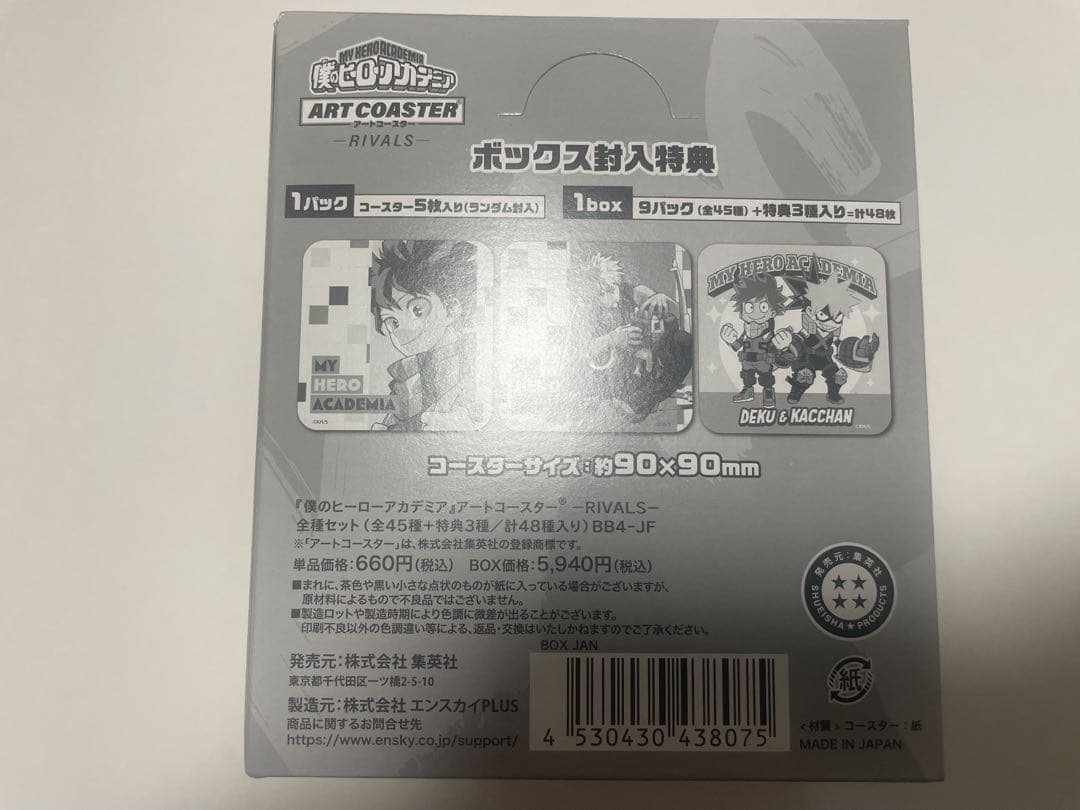 MY HERO ACADEMIA
僕のヒーローアカデミア
ART COASTER®
アートコースター
—RIVALS—
ボックス封入特典
1パック コースター5枚入り(ランダム封入)
1box 9パック(全45種)+特典3種入り=計48枚
MY
HERO
ACADEMIA
©KH/S
MY HERO ACADEMIA
DEKU & KACCHAN
©KH/S
コースターサイズ:約90×90mm
『僕のヒーローアカデミア』アートコースター® —RIVALS—
全種セット(全45種+特典3種/計48種入り)BB4-JF
※「アートコースター」は、株式会社集英社の登録商標です。
単品価格:660円(税込) BOX価格:5,940円(税込)
■まれに、茶色や黒い小さな点状のものが紙に入っている場合がございますが、
原材料によるもので不良品ではございません。
■製造ロットや製造時期により色調に微差が出ることがございます。
印刷不良以外の色調違い等による、返品・交換はいたしかねますのでご了承ください。
発売元:株式会社 集英社
東京都千代田区一ツ橋2-5-10
製造元:株式会社 エンスカイPLUS
商品に関するお問合せ先
https://www.ensky.co.jp/support/
BOX JAN
4 530430 438075
発売元:集英社
SHUEISHA★PRODUCTS
紙
<材質>コースター:紙
MADE IN JAPAN